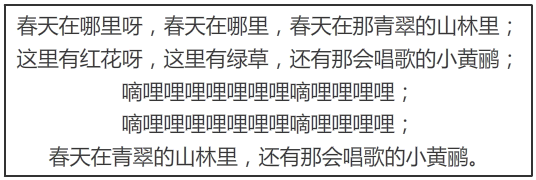 春天在哪里呀，春天在哪里，春天在那青翠的山林里；
这里有红花呀，这里有绿草，还有那会唱歌的小黄鹂；
嘀哩哩哩哩哩哩哩嘀哩哩哩哩；
嘀哩哩哩哩哩哩哩嘀哩哩哩哩；
春天在青翠的山林里，还有那会唱歌的小黄鹂。